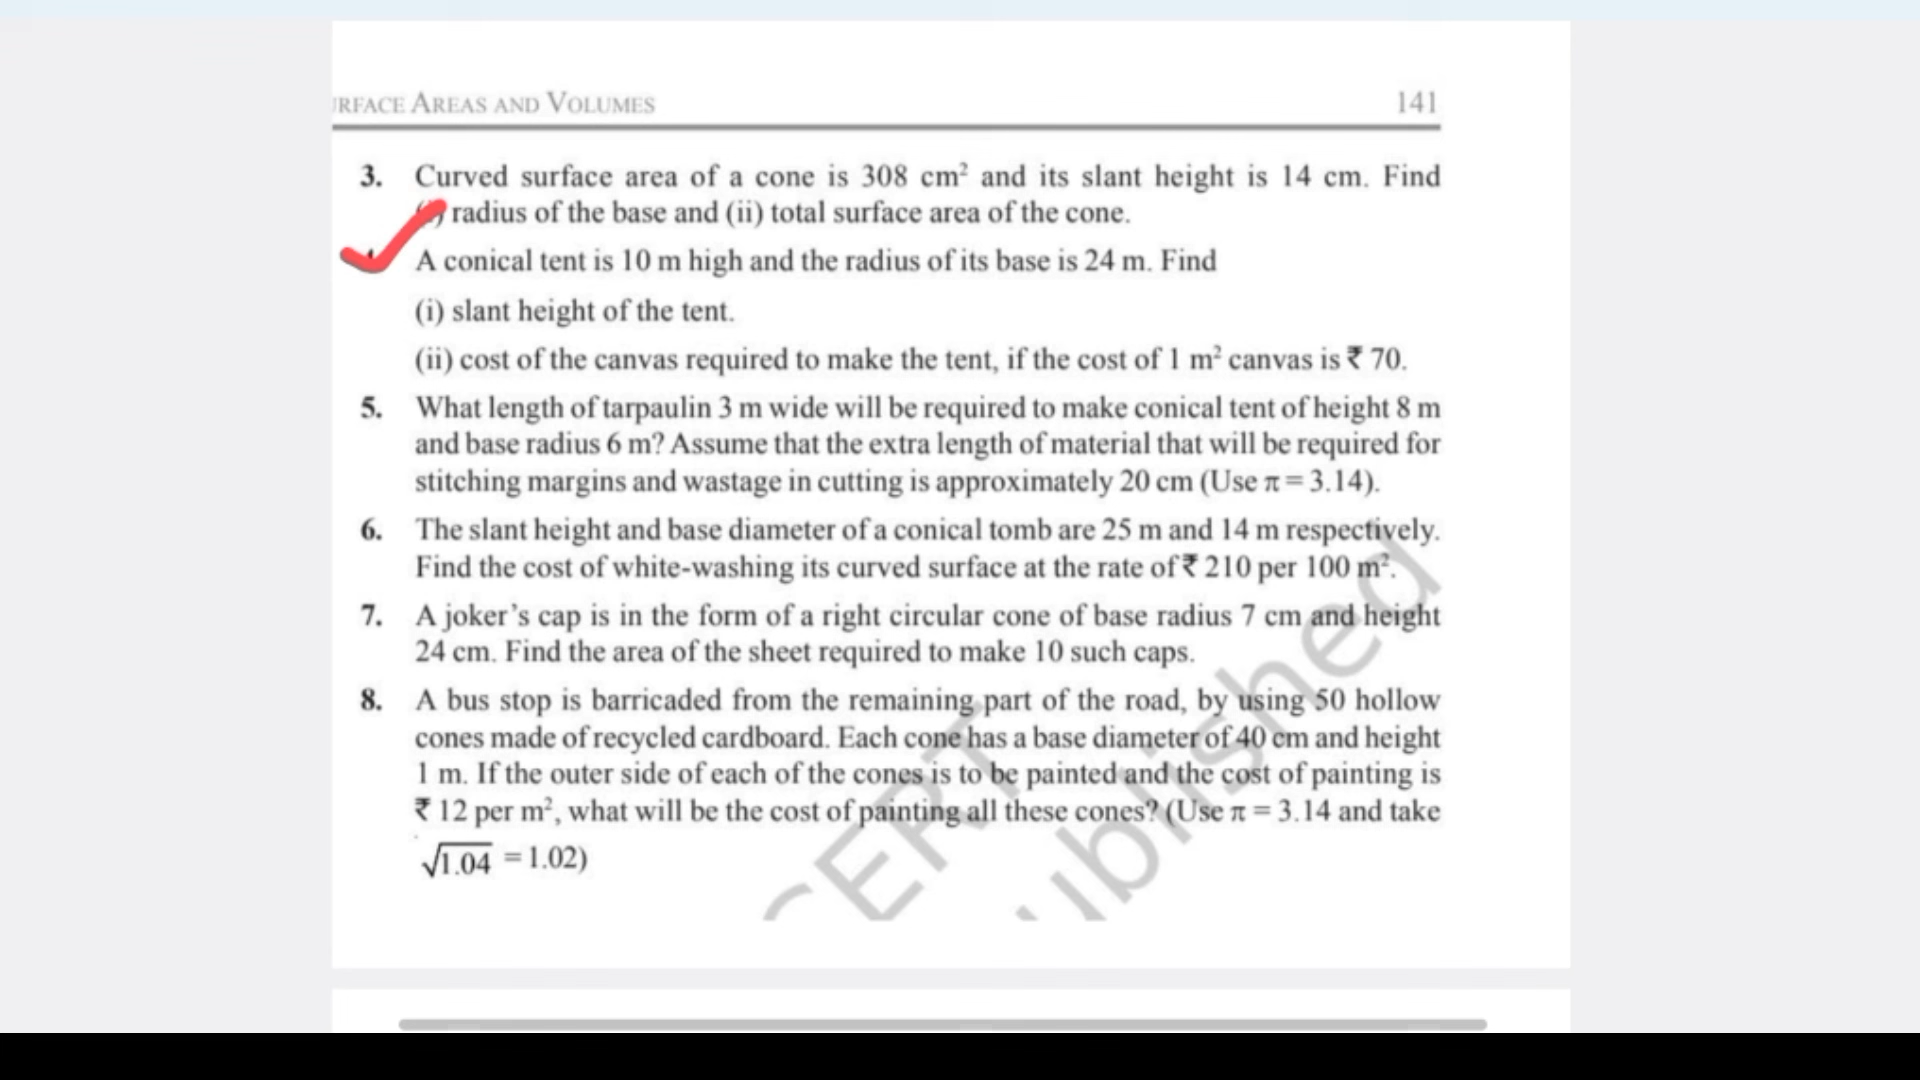 RFACE AREAS AND VOLUMES 141
3. Curved surface area of a cone is 308 cm² and its slant height is 14 cm. Find
radius of the base and (ii) total surface area of the cone.
A conical tent is 10 m high and the radius of its base is 24 m. Find
(i) slant height of the tent.
(ii) cost of the canvas required to make the tent, if the cost of 1 m² canvas is ₹ 70.
5. What length of tarpaulin 3 m wide will be required to make conical tent of height 8 m
and base radius 6 m? Assume that the extra length of material that will be required for
stitching margins and wastage in cutting is approximately 20 cm (Use π = 3.14).
6. The slant height and base diameter of a conical tomb are 25 m and 14 m respectively.
Find the cost of white-washing its curved surface at the rate of ₹ 210 per 100 m².
7. A joker’s cap is in the form of a right circular cone of base radius 7 cm and height
24 cm. Find the area of the sheet required to make 10 such caps.
8. A bus stop is barricaded from the remaining part of the road, by using 50 hollow
cones made of recycled cardboard. Each cone has a base diameter of 40 cm and height
1 m. If the outer side of each of the cones is to be painted and the cost of painting is
₹ 12 per m², what will be the cost of painting all these cones? (Use π = 3.14 and take
√1.04 = 1.02)
CERT
ublished